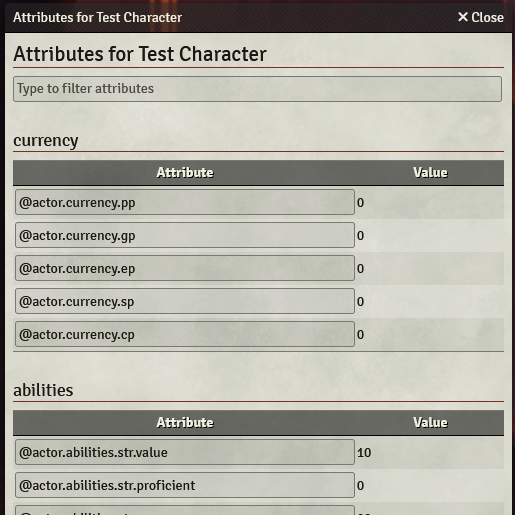 Attributes for Test Character
✕ Close
Attributes for Test Character
Type to filter attributes
currency
Attribute Value
@actor.currency.pp 0
@actor.currency.gp 0
@actor.currency.ep 0
@actor.currency.sp 0
@actor.currency.cp 0
abilities
Attribute Value
@actor.abilities.str.value 10
@actor.abilities.str.proficient 0